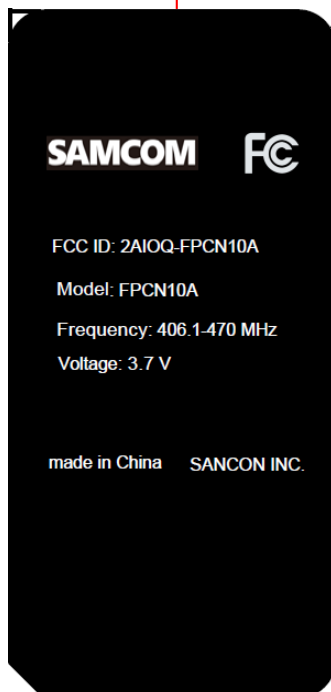 SAMCOM FC
FCC ID: 2AIOQ-FPCN10A
Model: FPCN10A
Frequency: 406.1-470 MHz
Voltage: 3.7 V
made in China SANCON INC.